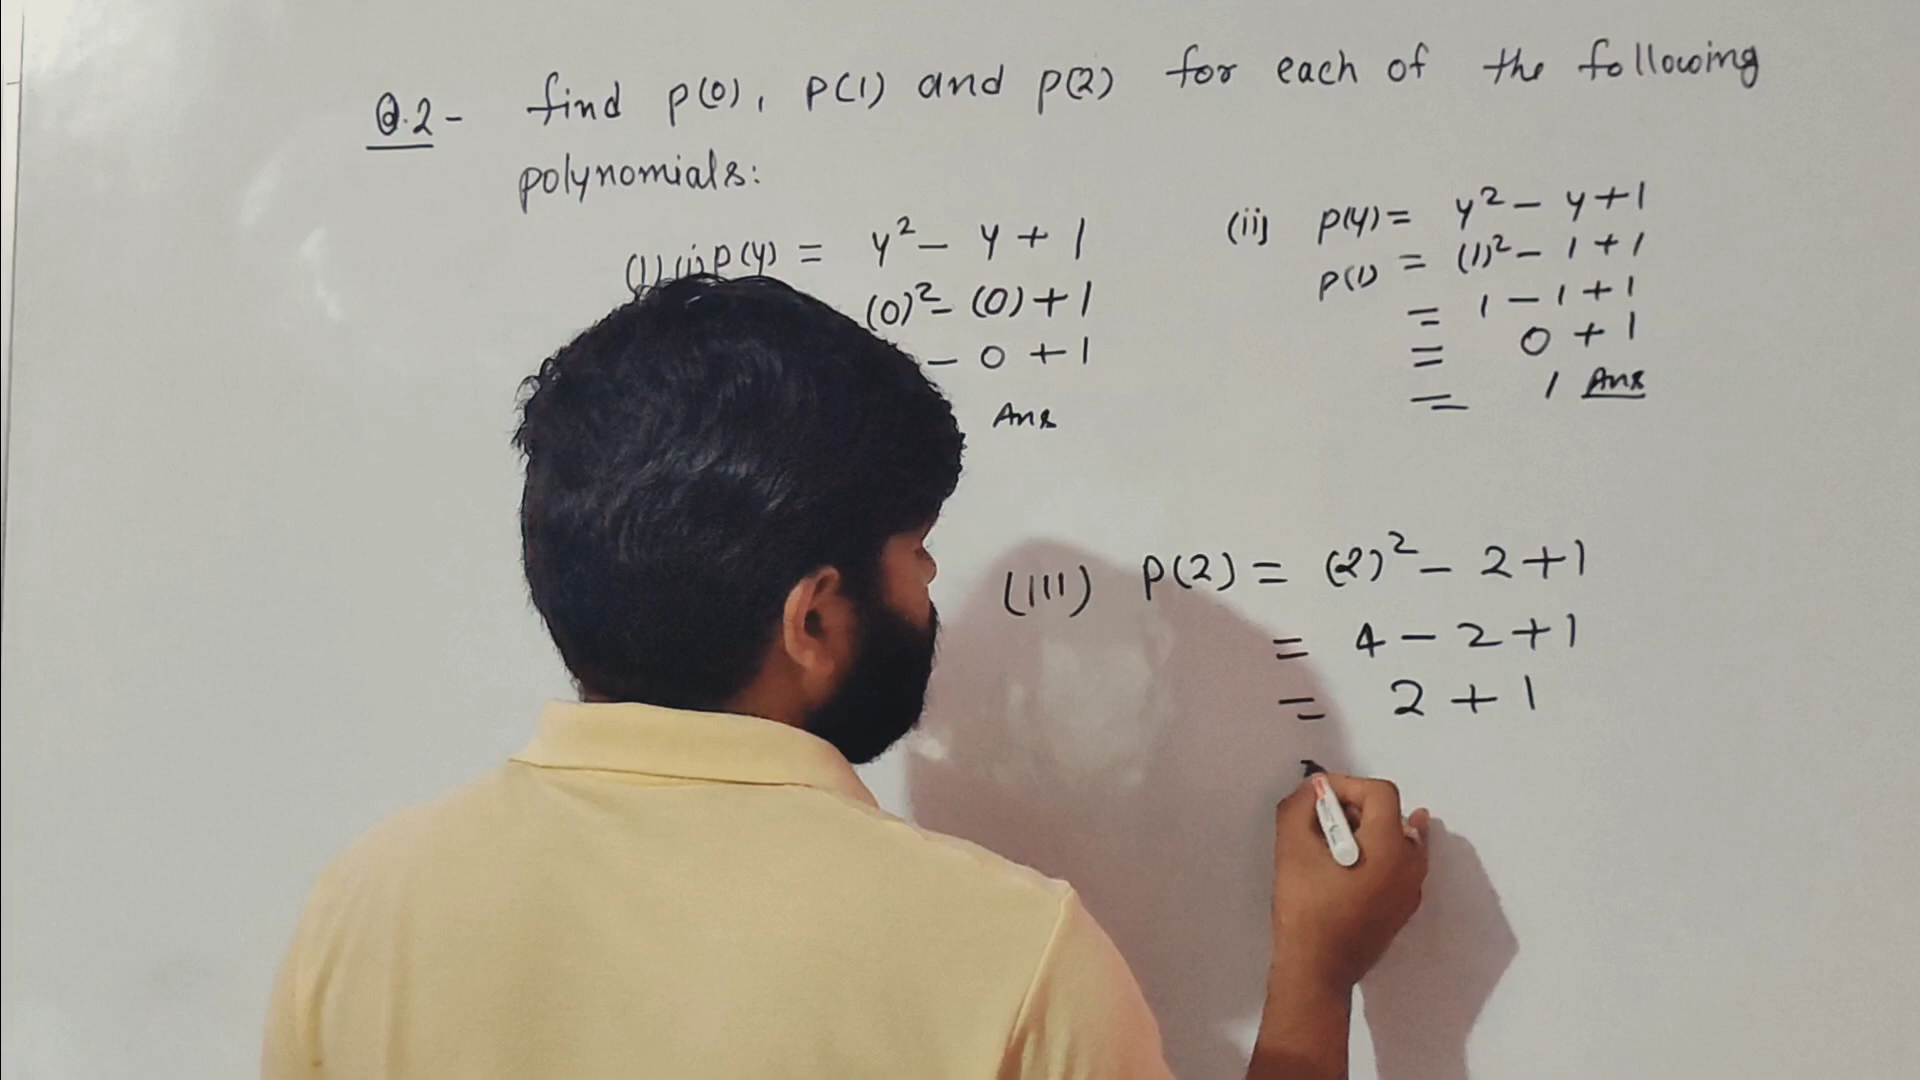 Q.2- find p(0), p(1) and p(2) for each of the following
polynomials:
(1) (i) p(y) = y² - y + 1
(0)² - (0) + 1
- 0 + 1
Ans
(ii) p(y) = y² - y + 1
p(1) = (1)² - 1 + 1
= 1 - 1 + 1
= 0 + 1
= 1 Ans
(iii) p(2) = (2)² - 2 + 1
= 4 - 2 + 1
= 2 + 1